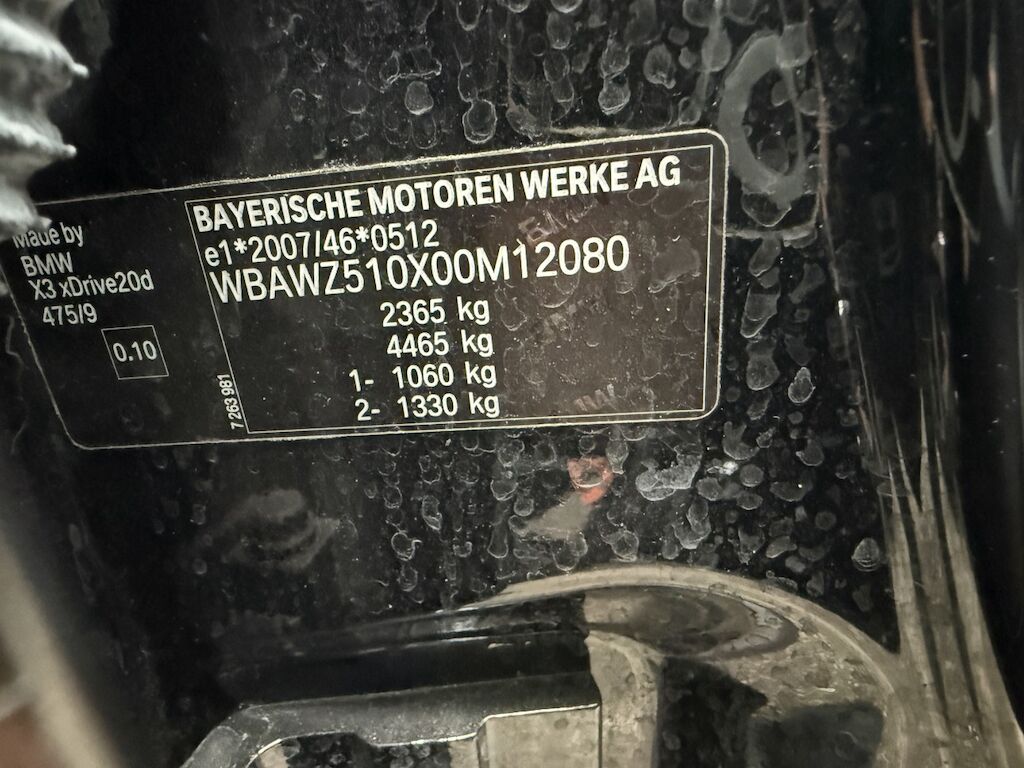 Made by
BMW
X3 xDrive20d
475/9
0.10
7 263 981
BAYERISCHE MOTOREN WERKE AG
e1*2007/46*0512
WBAWZ510X00M12080
2365 kg
4465 kg
1- 1060 kg
2- 1330 kg